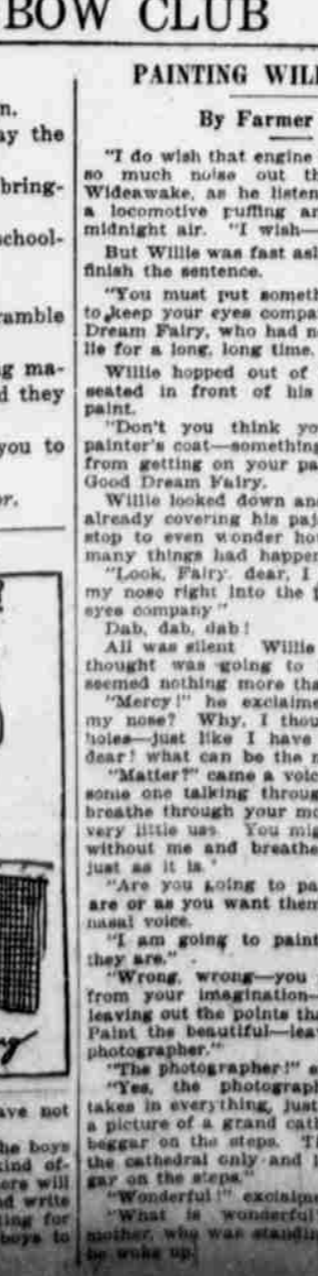 BOW CLUB
n.
ay the
bring-
chool-
ramble
g ma-
d they
you to
or.
ave not
he boys
kind of-
ere will
nd write
ting for
boys to
PAINTING WILL
By Farmer
"I do wish that engine
so much noise out th
Wideawake, as he listen
a locomotive puffing an
midnight air. "I wish—
But Willie was fast asl
finish the sentence.
"You must put someth
to keep your eyes compa
Dream Fairy, who had n
lie for a long, long time.
Willie hopped out of
seated in front of his
paint.
"Don't you think yo
painter's coat—something
from getting on your pa
Good Dream Fairy.
Willie looked down and
already covering his paj
stop to even wonder ho
many things had happen
"Look, Fairy. dear, I
my nose right into the
eyes company"
Dab, dab, dab!
All was silent Willie
thought was going to
seemed nothing more tha
"Mercy!" he exclaime
my nose? Why, I thou
holes—just like I have
dear! what can be the m
"Matter?" came a voic
some one talking throug
breathe through your mo
very little use. You mig
without me and breathe
just as it is."
"Are you going to pa
are or as you want them
nasal voice.
"I am going to paint
they are."
"Wrong, wrong—you
from your imagination—
leaving out the points tha
Paint the beautiful—lea
photographer."
"The photographer!" e
"Yes, the photograph
takes in everything, just
a picture of a grand cath
beggar on the steps. T
the cathedral only and l
gar on the steps."
"Wonderful!" exclaime
"What is wonderful
mother, who was standin
he woke up.